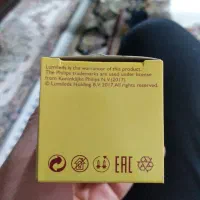 Lumileds is the warrantor of this product.
The Philips trademarks are used under license
from Koninklijke Philips N.V.(2017).
© Lumileds Holding B.V. 2017.All rights
reserved.
EAC